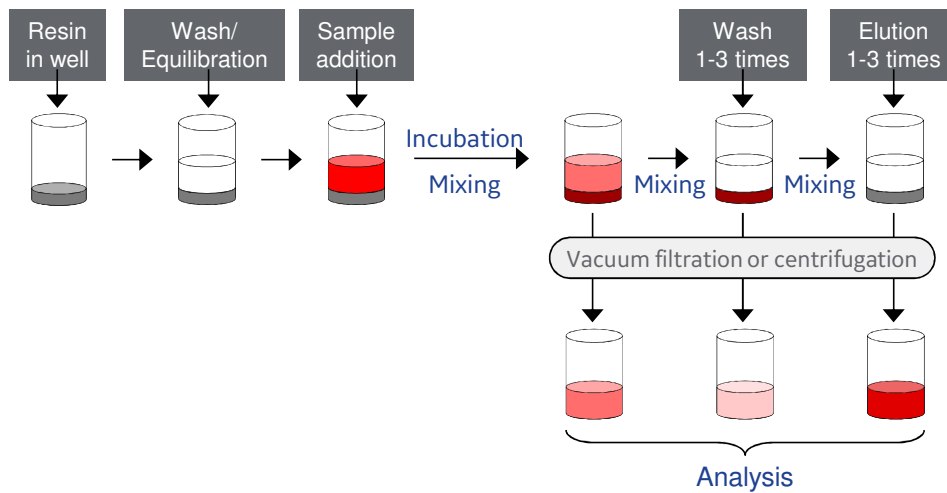 Resin
in well
Wash/
Equilibration
Sample
addition
Wash
1-3 times
Elution
1-3 times
Incubation
Mixing
Mixing
Mixing
Vacuum filtration or centrifugation
Analysis